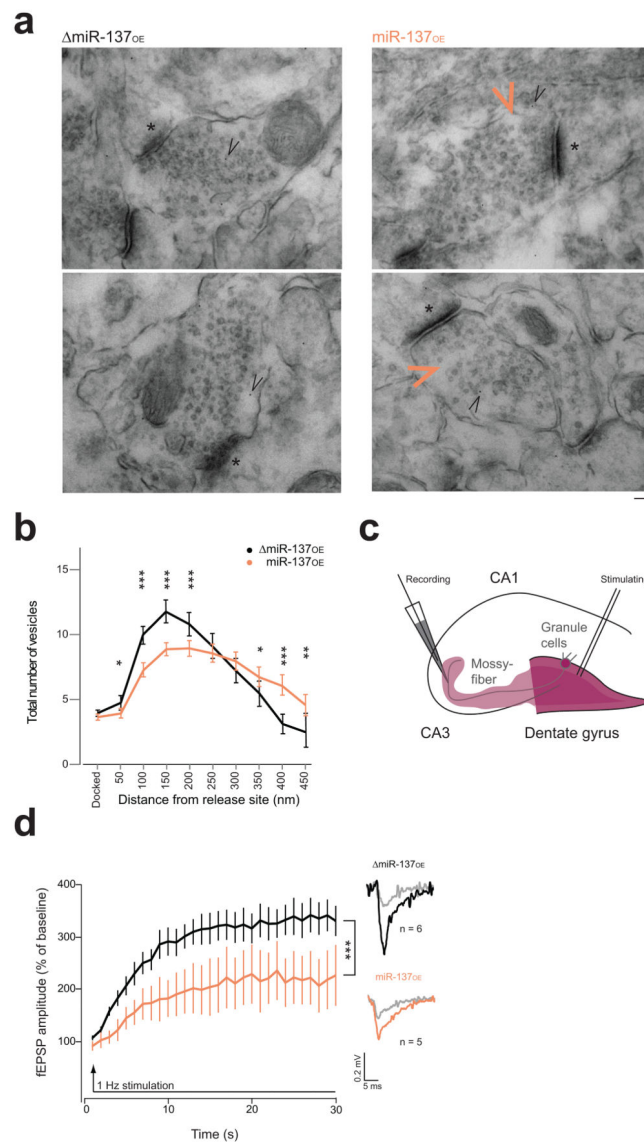 a
ΔmiR-137OE
miR-137OE
*
*
*
*
b
ΔmiR-137OE
miR-137OE
Total number of vesicles
15
10
5
0
*
***
***
***
*
***
**
Docked
50
100
150
200
250
300
350
400
450
Distance from release site (nm)
c
Recording
CA1
Stimulatin
Granule
cells
Mossy-
fiber
CA3
Dentate gyrus
d
fEPSP amplitude (% of baseline)
400
300
200
100
***
1 Hz stimulation
0
10
20
30
Time (s)
ΔmiR-137OE
n = 6
miR-137OE
n = 5
0.2 mV
5 ms